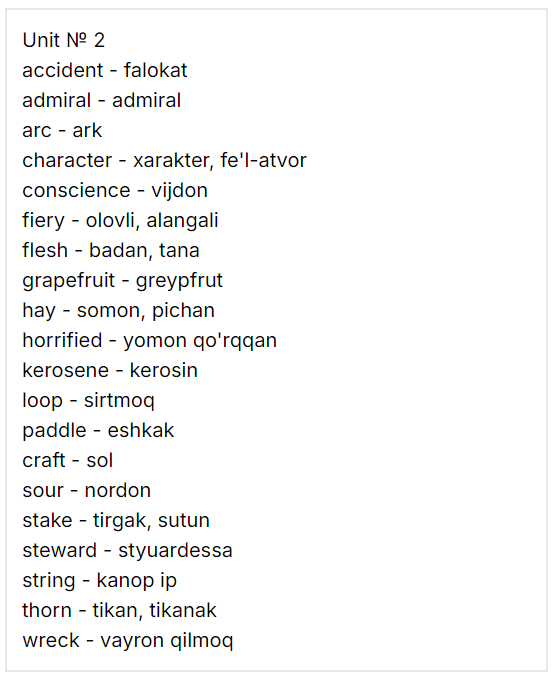 Unit № 2
accident - falokat
admiral - admiral
arc - ark
character - xarakter, fe'l-atvor
conscience - vijdon
fiery - olovli, alangali
flesh - badan, tana
grapefruit - greypfrut
hay - somon, pichan
horrified - yomon qo'rqqan
kerosene - kerosin
loop - sirtmoq
paddle - eshkak
craft - sol
sour - nordon
stake - tirgak, sutun
steward - styuardessa
string - kanop ip
thorn - tikan, tikanak
wreck - vayron qilmoq